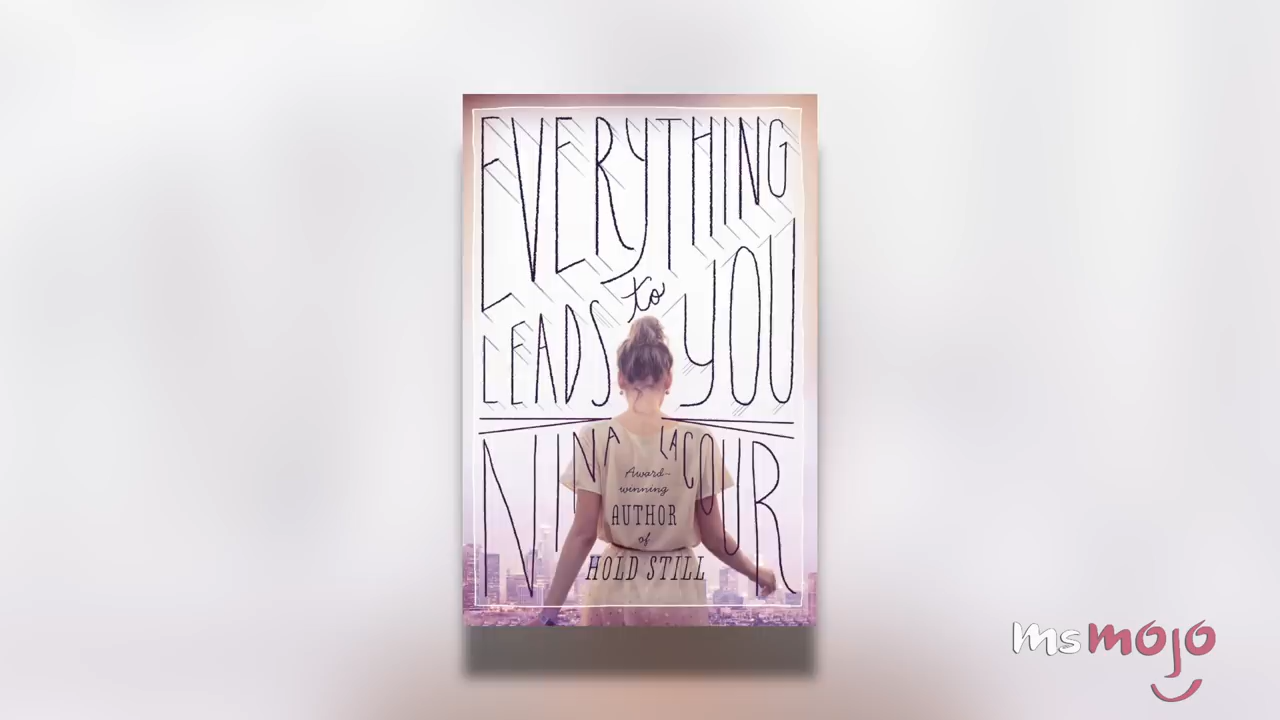 EVERYTHING
to
LEADS YOU
NINA LACOUR
Award-
winning
AUTHOR
of
HOLD STILL
msmojo